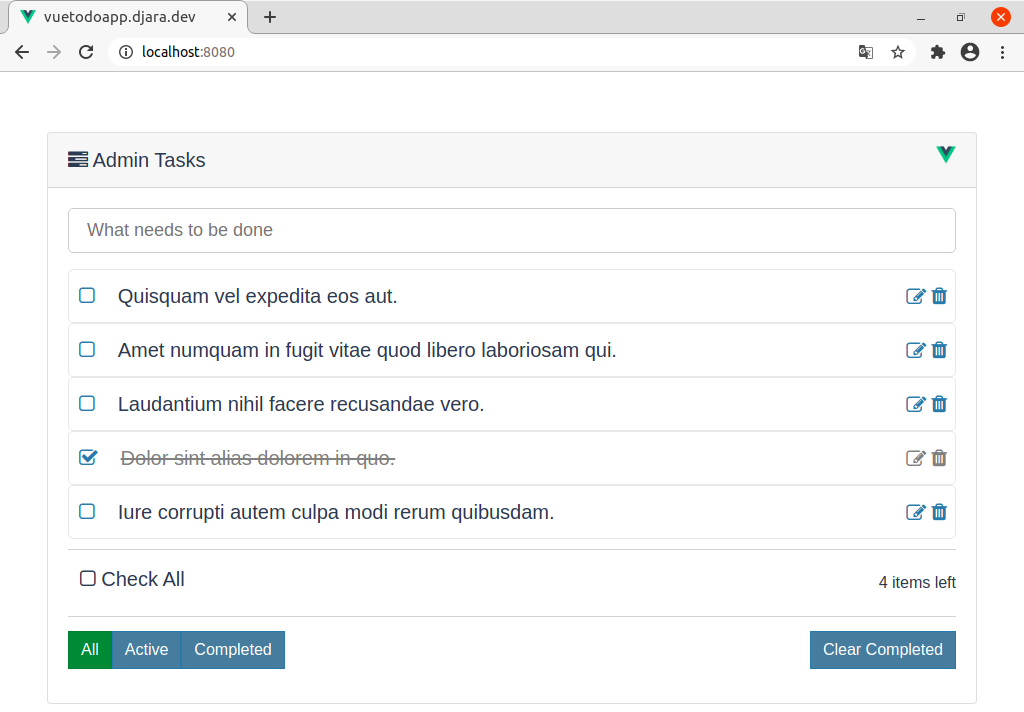 vuetodoapp.djara.dev
localhost:8080
Admin Tasks
What needs to be done
Quisquam vel expedita eos aut.
Amet numquam in fugit vitae quod libero laboriosam qui.
Laudantium nihil facere recusandae vero.
Dolor sint alias dolorem in quo.
Iure corrupti autem culpa modi rerum quibusdam.
Check All
4 items left
All Active Completed Clear Completed